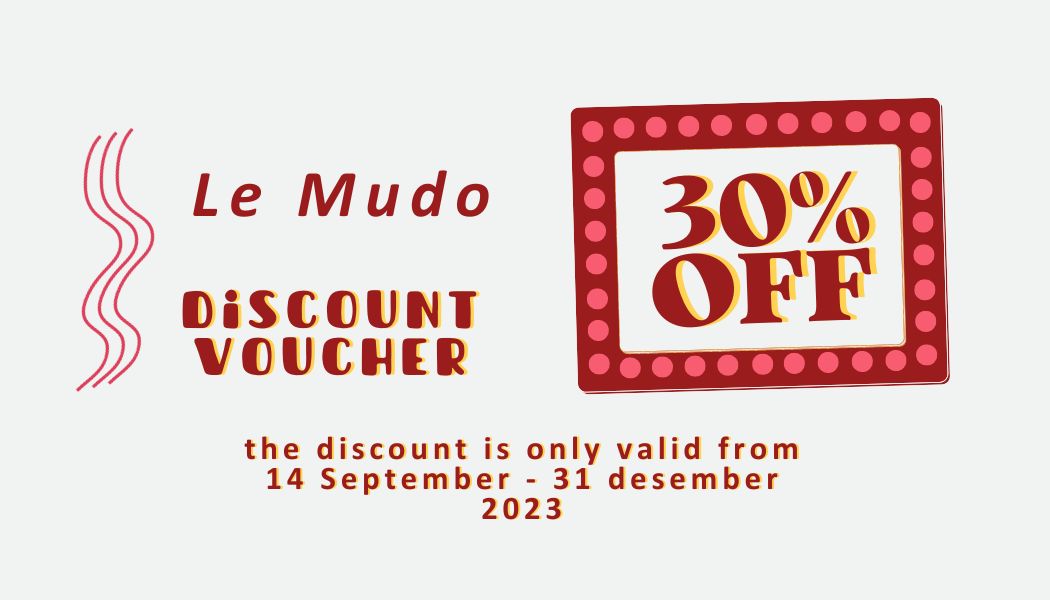 Le Mudo
DiSCOUNT
VOUCHER
30%
OFF
the discount is only valid from
14 September - 31 desember
2023